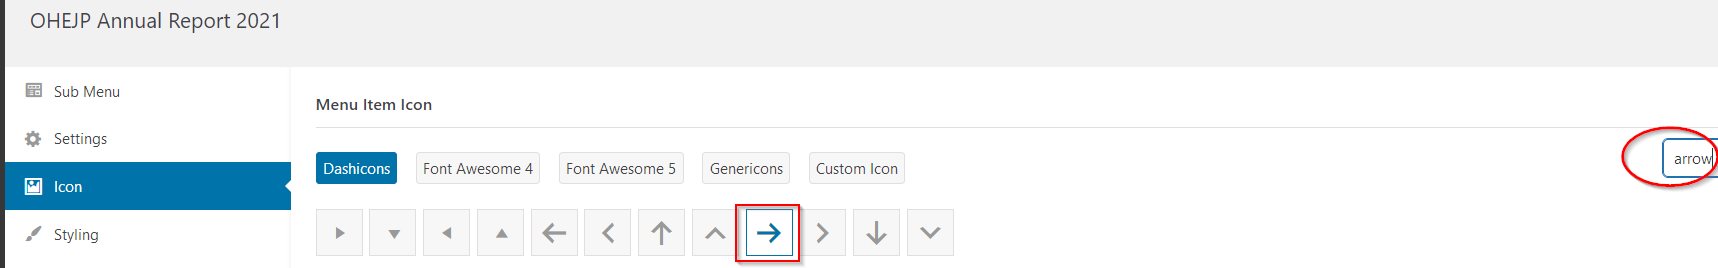 OHEJP Annual Report 2021
Sub Menu
Settings
Icon
Styling
Menu Item Icon
arrow
Dashicons Font Awesome 4 Font Awesome 5 Genericons Custom Icon